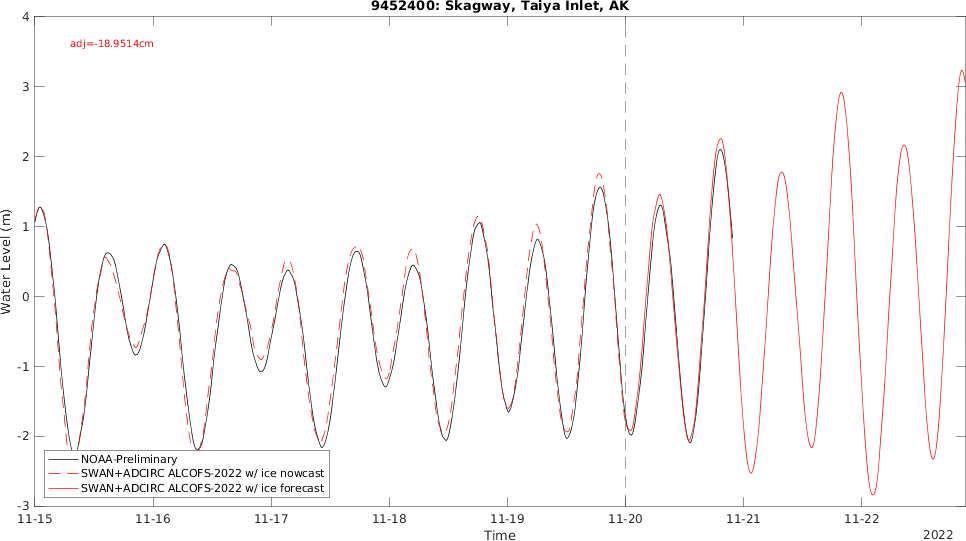 9452400: Skagway, Taiya Inlet, AK
adj=-18.9514cm
4
3
2
1
0
-1
-2
-3
Water Level (m)
NOAA-Preliminary
SWAN+ADCIRC ALCOFS-2022 w/ ice nowcast
SWAN+ADCIRC ALCOFS-2022 w/ ice forecast
11-15 11-16 11-17 11-18 11-19 11-20 11-21 11-22
Time
2022